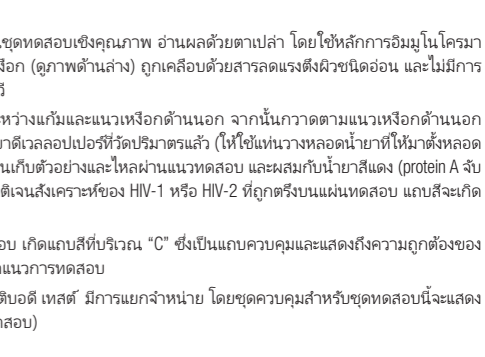 ชุดทดสอบเชิงคุณภาพ อ่านผลด้วยตาเปล่า โดยใช้หลักการอิมมูโนโครมา
งือก (ดูภาพด้านล่าง) ถูกเคลือบด้วยสารลดแรงตึงผิวชนิดอ่อน และไม่มีการ
วี
ะหว่างแก้มและแนวเหงือกด้านนอก จากนั้นกวาดตามแนวเหงือกด้านนอก
ยาดีเวลลอปเปอร์ที่วัดปริมาตรแล้ว (ให้ใช้แท่นวางหลอดน้ำยาที่ให้มาตั้งหลอด
นเก็บตัวอย่างและไหลผ่านแนวทดสอบ และผสมกับน้ำยาสีแดง (protein A จับ
ติเจนสังเคราะห์ของ HIV-1 หรือ HIV-2 ที่ถูกตรึงบนแผ่นทดสอบ แถบสีจะเกิด
อบ เกิดแถบสีที่บริเวณ “C” ซึ่งเป็นแถบควบคุมและแสดงถึงความถูกต้องของ
แนวการทดสอบ
ติบอดี เทสต์ มีการแยกจำหน่าย โดยชุดควบคุมสำหรับชุดทดสอบนี้จะแสดง
ทสอบ)